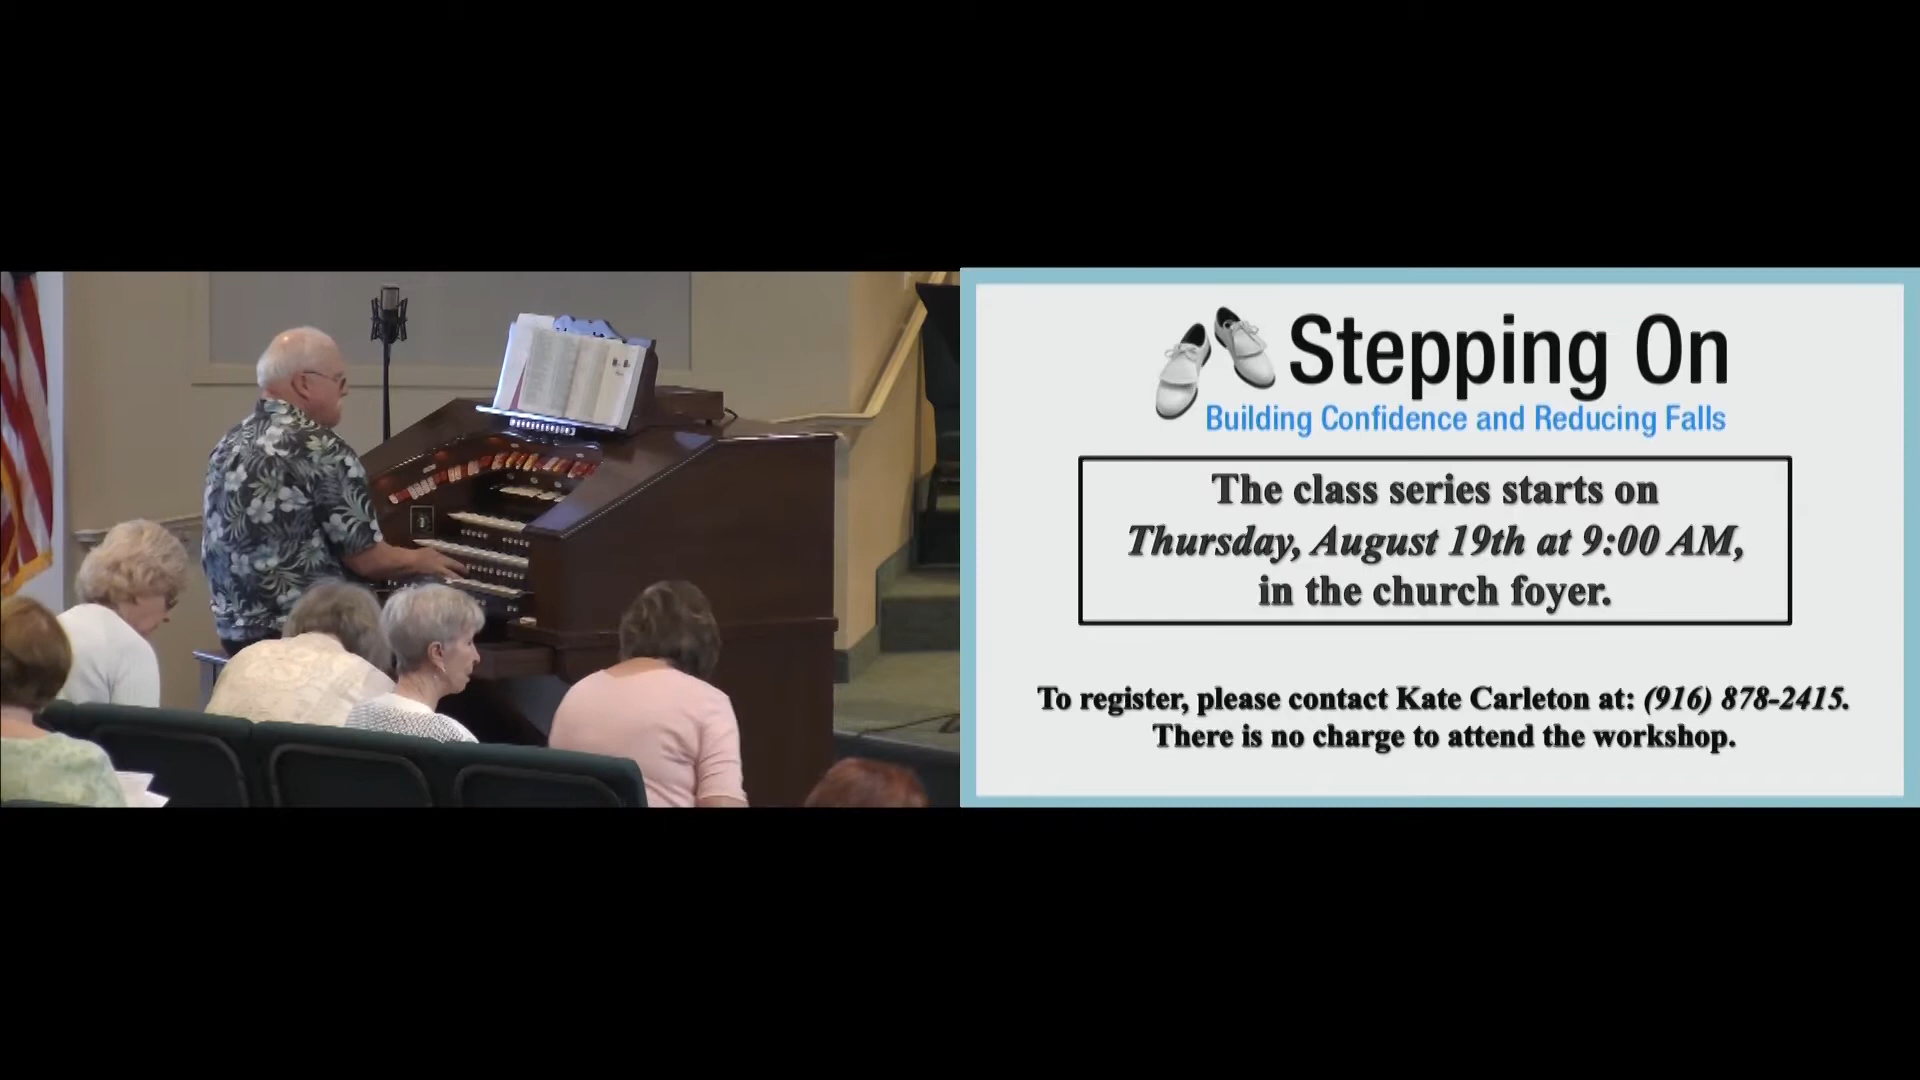 Stepping On
Building Confidence and Reducing Falls
The class series starts on
Thursday, August 19th at 9:00 AM,
in the church foyer.
To register, please contact Kate Carleton at: (916) 878-2415.
There is no charge to attend the workshop.